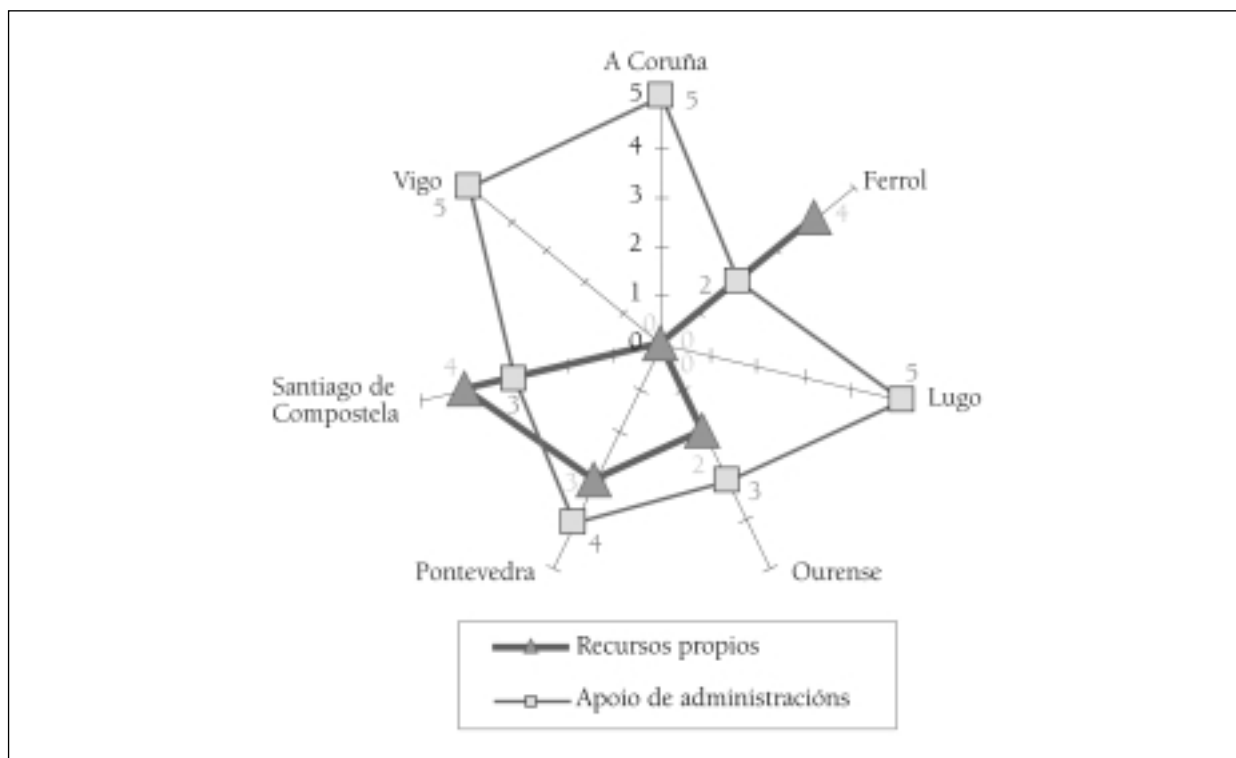 A Coruña
5
5
4
3
2
1
0
Ferrol
4
2
Vigo
5
0
0
0
Lugo
5
Santiago de
Compostela
4
3
Pontevedra
3
4
Ourense
2
3
Recursos propios
Apoio de administracións